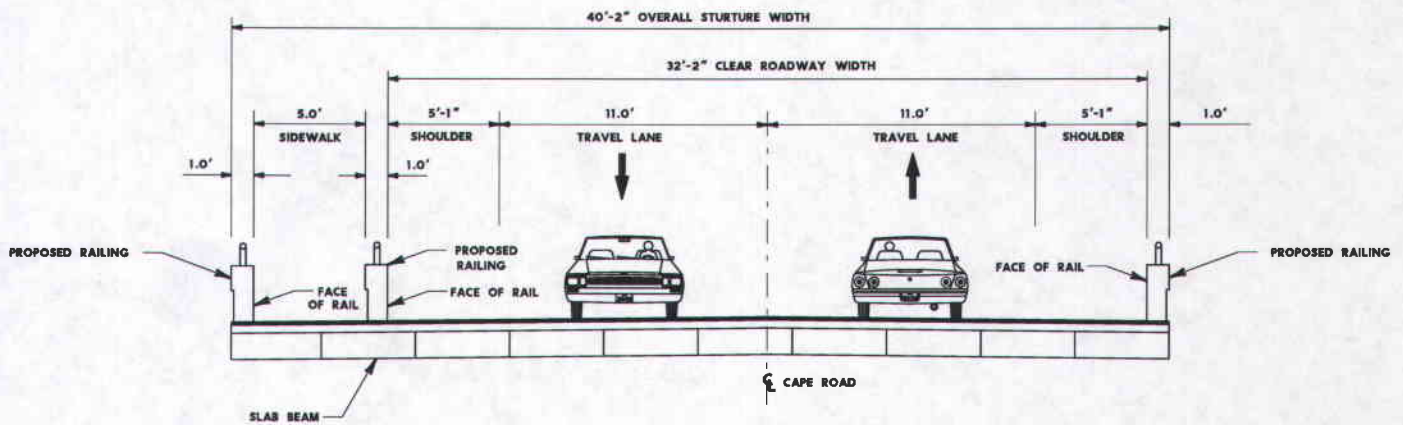 40'-2" OVERALL STURTURE WIDTH
32'-2" CLEAR ROADWAY WIDTH
5.0' 5'-1" 11.0' 11.0' 5'-1" 1.0'
SIDEWALK SHOULDER TRAVEL LANE TRAVEL LANE SHOULDER
1.0' 1.0'
PROPOSED RAILING
PROPOSED
RAILING
FACE OF RAIL
PROPOSED RAILING
FACE
OF RAIL
FACE OF RAIL
℄ CAPE ROAD
SLAB BEAM